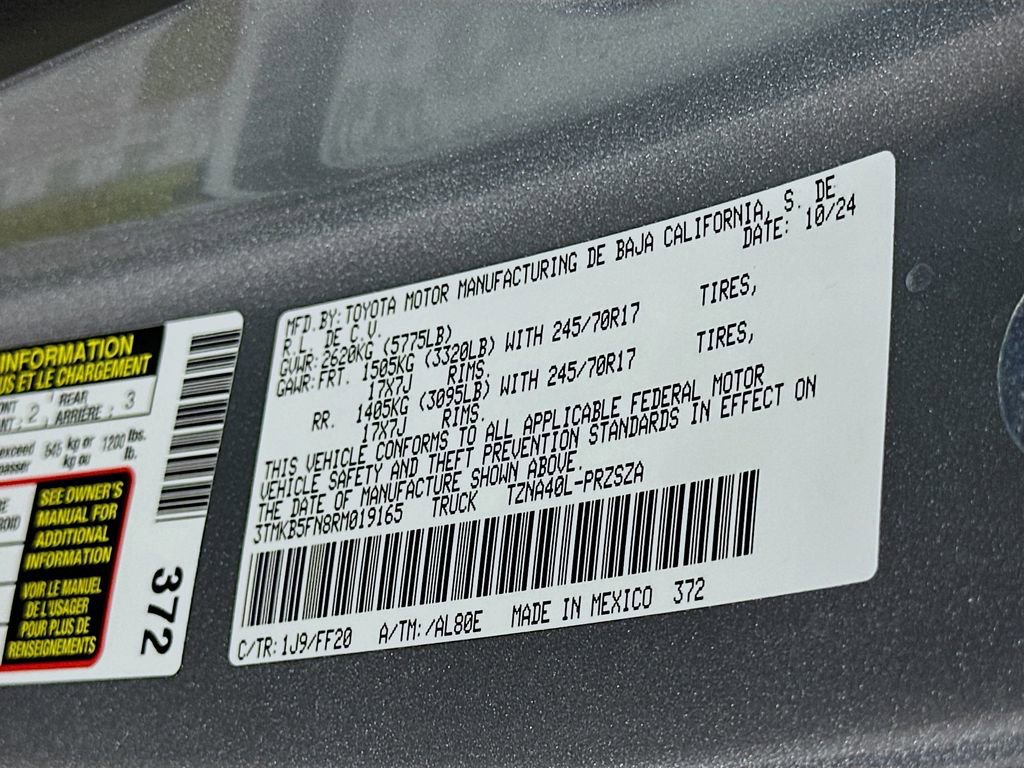 INFORMATION
US ET LE CHARGEMENT
2 REAR
ARRIÈRE: 3
exceed 545 kg or 1200 lbs.
kg ou lb.
SEE OWNER'S
MANUAL FOR
ADDITIONAL
INFORMATION
VOIR LE MANUEL
DE L'USAGER
POUR PLUS DE
RENSEIGNEMENTS
372
MFD. BY: TOYOTA MOTOR MANUFACTURING DE BAJA CALIFORNIA, S. DE
R.L. DE C.V. DATE: 10/24
GVWR: 2620KG (5775LB)
GAWR: FRT. 1505KG (3320LB) WITH 245/70R17 TIRES,
17X7J RIMS.
RR. 1405KG (3095LB) WITH 245/70R17 TIRES,
17X7J RIMS.
THIS VEHICLE CONFORMS TO ALL APPLICABLE FEDERAL MOTOR
VEHICLE SAFETY AND THEFT PREVENTION STANDARDS IN EFFECT ON
THE DATE OF MANUFACTURE SHOWN ABOVE.
3TMKB5FN8RM019165 TRUCK TZNA40L-PRZSZA
C/TR: 1J9/FF20 A/TM: /AL80E MADE IN MEXICO 372